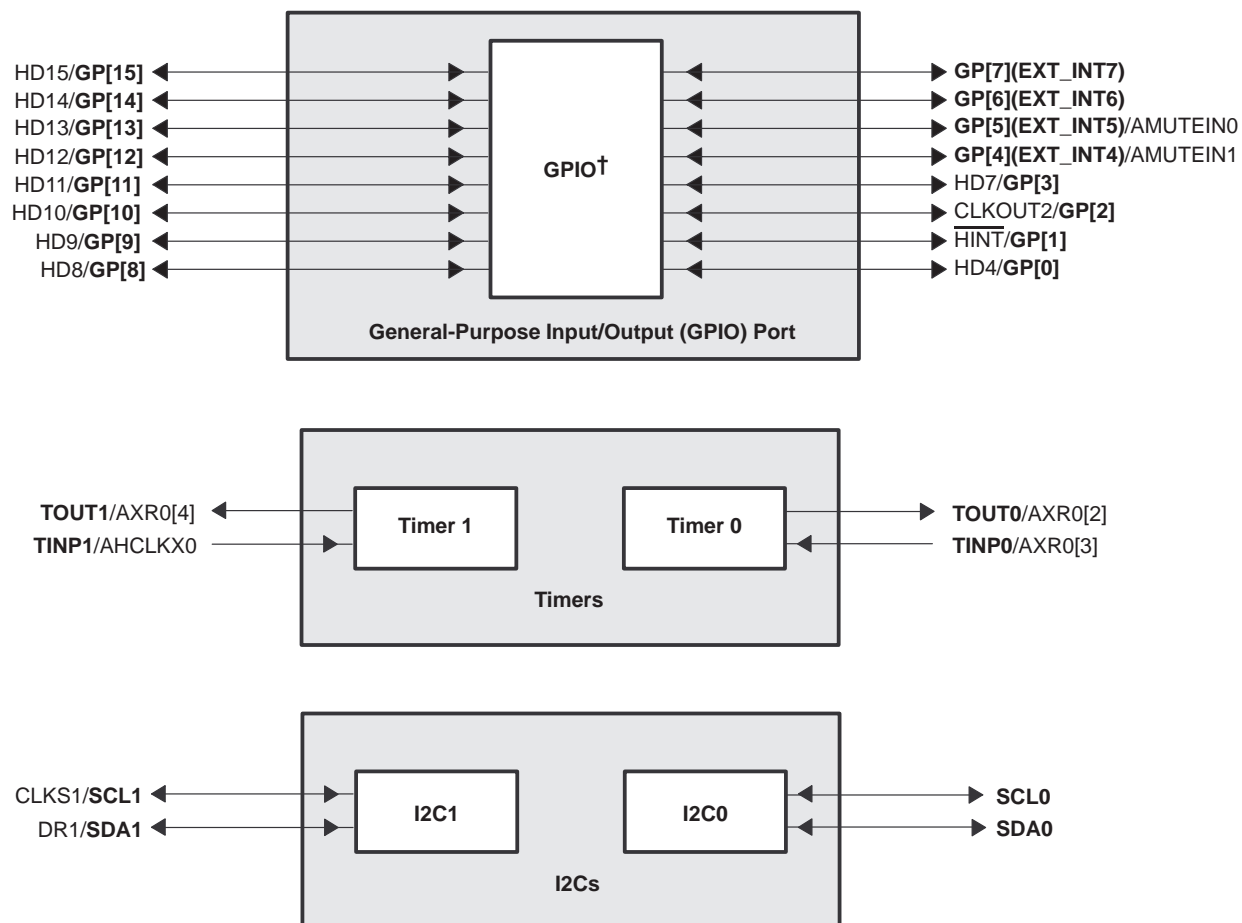 HD15/GP[15]
HD14/GP[14]
HD13/GP[13]
HD12/GP[12]
HD11/GP[11]
HD10/GP[10]
HD9/GP[9]
HD8/GP[8]
GPIO†
GP[7](EXT_INT7)
GP[6](EXT_INT6)
GP[5](EXT_INT5)/AMUTEIN0
GP[4](EXT_INT4)/AMUTEIN1
HD7/GP[3]
CLKOUT2/GP[2]
HINT/GP[1]
HD4/GP[0]
General-Purpose Input/Output (GPIO) Port
TOUT1/AXR0[4]
TINP1/AHCLKX0
Timer 1
Timer 0
TOUT0/AXR0[2]
TINP0/AXR0[3]
Timers
CLKS1/SCL1
DR1/SDA1
I2C1
I2C0
SCL0
SDA0
I2Cs